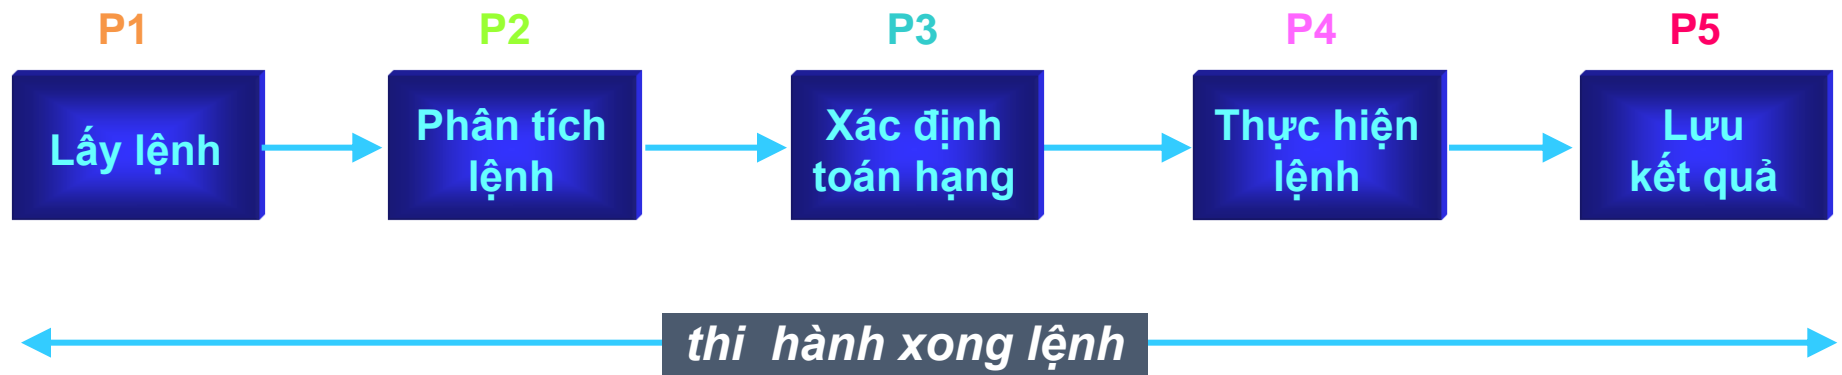 P1 P2 P3 P4 P5
Lấy lệnh
Phân tích
lệnh
Xác định
toán hạng
Thực hiện
lệnh
Lưu
kết quả
thi hành xong lệnh